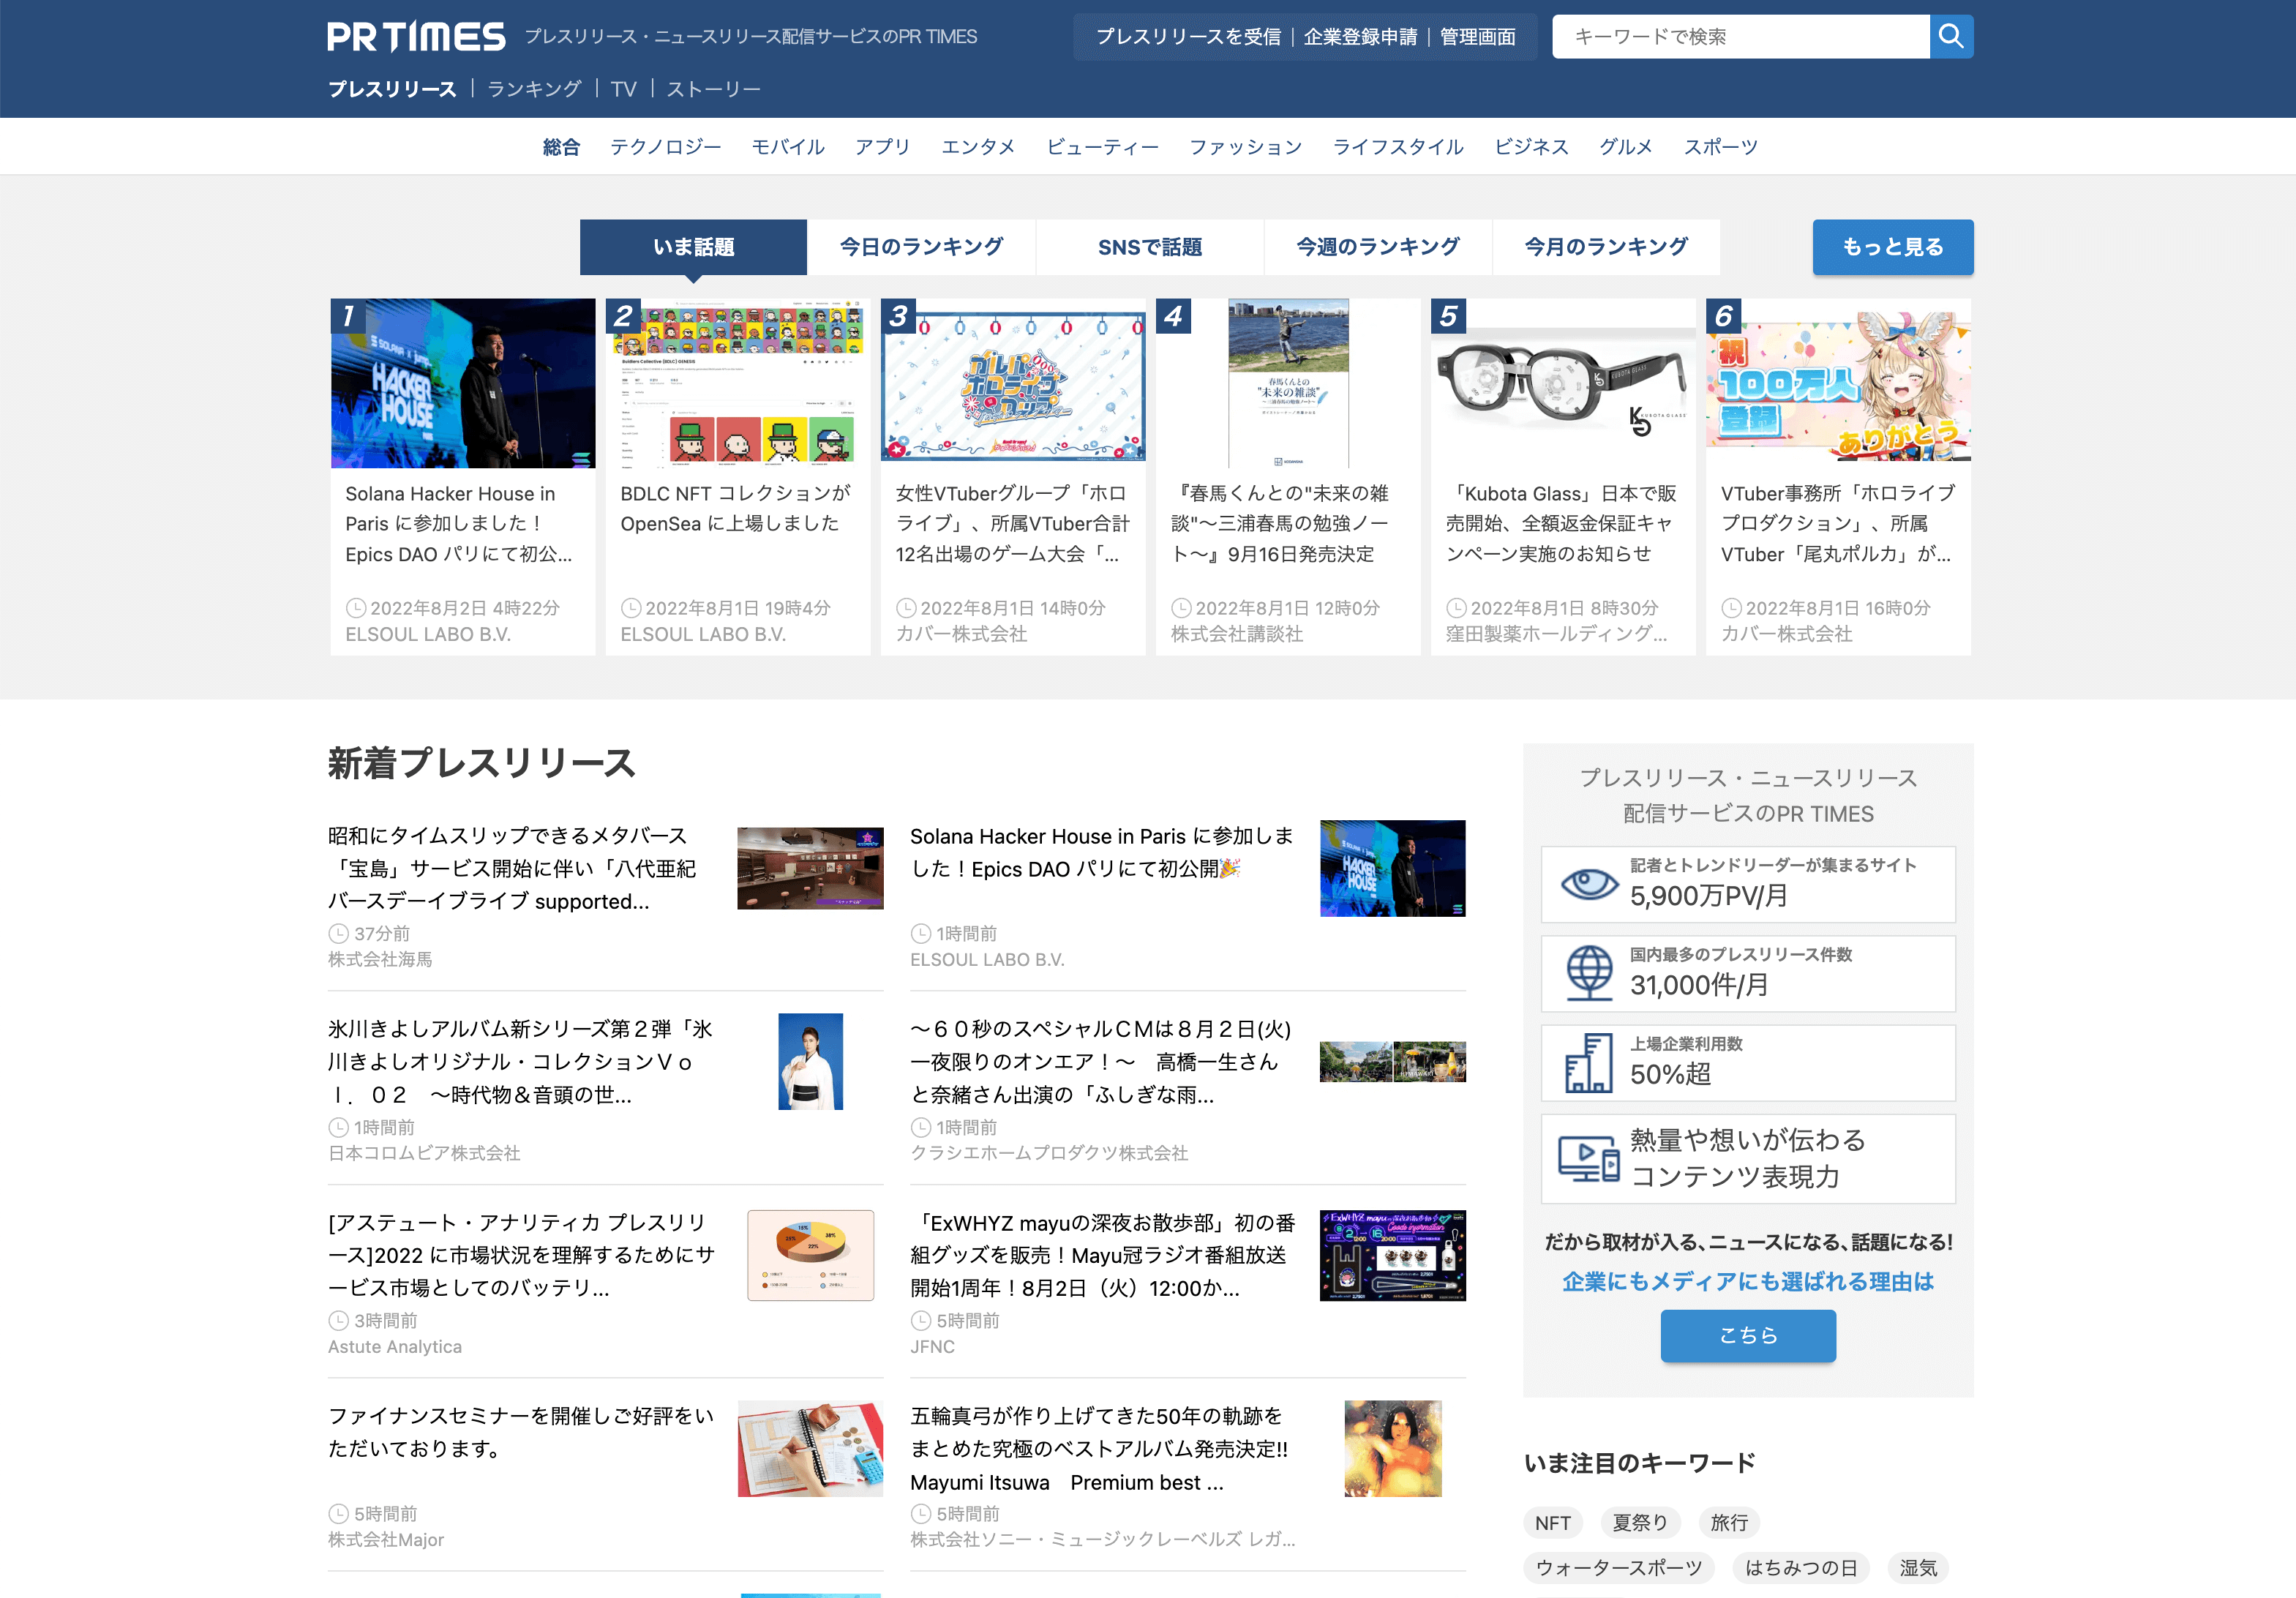 PR TIMES
プレスリリース・ニュースリリース配信サービスのPR TIMES
プレスリリースを受信 | 企業登録申請 | 管理画面
キーワードで検索
プレスリリース | ランキング | TV | ストーリー
総合 テクノロジー モバイル アプリ エンタメ ビューティー ファッション ライフスタイル ビジネス グルメ スポーツ
いま話題 今日のランキング SNSで話題 今週のランキング 今月のランキング
もっと見る
1
SOLANA x jump_
HACKER
HOUSE
Solana Hacker House in
Paris に参加しました！
Epics DAO パリにて初公...
2022年8月2日 4時22分
ELSOUL LABO B.V.
2
BDLC NFT コレクションが
OpenSea に上場しました
2022年8月1日 19時4分
ELSOUL LABO B.V.
3
女性VTuberグループ「ホロ
ライブ」、所属VTuber合計
12名出場のゲーム大会「...
2022年8月1日 14時0分
カバー株式会社
4
春馬くんとの
"未来の雑談"
～三浦春馬の勉強ノート～
『春馬くんとの"未来の雑
談"～三浦春馬の勉強ノー
ト～』9月16日発売決定
2022年8月1日 12時0分
株式会社講談社
5
KUBOTA GLASS
KUBOTA GLASS
「Kubota Glass」日本で販
売開始、全額返金保証キャ
ンペーン実施のお知らせ
2022年8月1日 8時30分
窪田製薬ホールディング...
6
祝
100万人
登録
ありがとう
VTuber事務所「ホロライブ
プロダクション」、所属
VTuber「尾丸ポルカ」が...
2022年8月1日 16時0分
カバー株式会社
新着プレスリリース
昭和にタイムスリップできるメタバース
「宝島」サービス開始に伴い「八代亜紀
バースデーイブライブ supported...
37分前
株式会社海馬
Solana Hacker House in Paris に参加しま
した！Epics DAO パリにて初公開🎉
1時間前
ELSOUL LABO B.V.
HACKER
HOUSE
氷川きよしアルバム新シリーズ第２弾「氷
川きよしオリジナル・コレクションＶｏ
ｌ．０２　～時代物＆音頭の世...
1時間前
日本コロムビア株式会社
～６０秒のスペシャルＣＭは８月２日(火)
一夜限りのオンエア！～　高橋一生さん
と奈緒さん出演の「ふしぎな雨...
1時間前
クラシエホームプロダクツ株式会社
[アステュート・アナリティカ プレスリリ
ース]2022 に市場状況を理解するためにサ
ービス市場としてのバッテリ...
3時間前
Astute Analytica
「ExWHYZ mayuの深夜お散歩部」初の番
組グッズを販売！Mayu冠ラジオ番組放送
開始1周年！8月2日（火）12:00か...
5時間前
JFNC
ファイナンスセミナーを開催しご好評をい
ただいております。
5時間前
株式会社Major
五輪真弓が作り上げてきた50年の軌跡を
まとめた究極のベストアルバム発売決定!!
Mayumi Itsuwa　Premium best ...
5時間前
株式会社ソニー・ミュージックレーベルズ レガ...
プレスリリース・ニュースリリース
配信サービスのPR TIMES
記者とトレンドリーダーが集まるサイト
5,900万PV/月
国内最多のプレスリリース件数
31,000件/月
上場企業利用数
50%超
熱量や想いが伝わる
コンテンツ表現力
だから取材が入る、ニュースになる、話題になる!
企業にもメディアにも選ばれる理由は
こちら
いま注目のキーワード
NFT 夏祭り 旅行
ウォータースポーツ はちみつの日 湿気